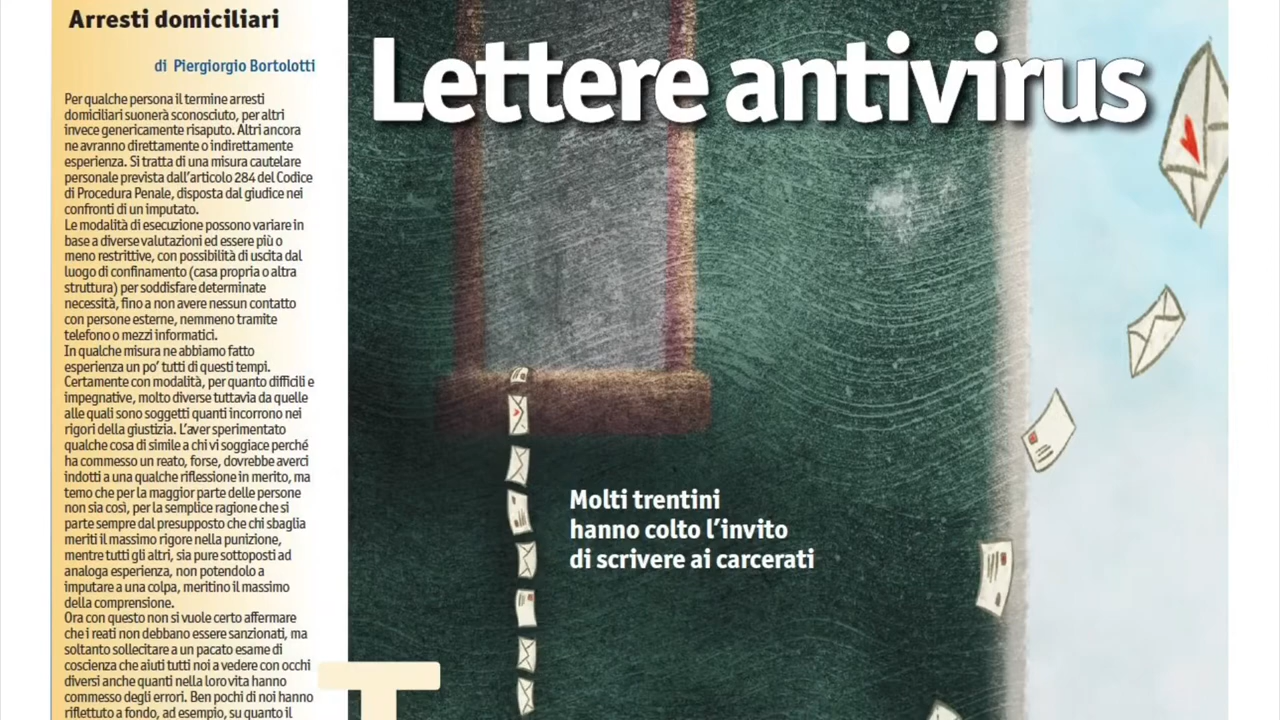 Arresti domiciliari
di Piergiorgio Bortolotti
Per qualche persona il termine arresti
domiciliari suonerà sconosciuto, per altri
invece genericamente risaputo. Altri ancora
ne avranno direttamente o indirettamente
esperienza. Si tratta di una misura cautelare
personale prevista dall'articolo 284 del Codice
di Procedura Penale, disposta dal giudice nei
confronti di un imputato.
Le modalità di esecuzione possono variare in
base a diverse valutazioni ed essere più o
meno restrittive, con possibilità di uscita dal
luogo di confinamento (casa propria o altra
struttura) per soddisfare determinate
necessità, fino a non avere nessun contatto
con persone esterne, nemmeno tramite
telefono o mezzi informatici.
In qualche misura ne abbiamo fatto
esperienza un po' tutti di questi tempi.
Certamente con modalità, per quanto difficili e
impegnative, molto diverse tuttavia da quelle
alle quali sono soggetti quanti incorrono nei
rigori della giustizia. L'aver sperimentato
qualche cosa di simile a chi vi soggiace perché
ha commesso un reato, forse, dovrebbe averci
indotti a una qualche riflessione in merito, ma
temo che per la maggior parte delle persone
non sia così, per la semplice ragione che si
parte sempre dal presupposto che chi sbaglia
meriti il massimo rigore nella punizione,
mentre tutti gli altri, sia pure sottoposti ad
analoga esperienza, non potendolo a
imputare a una colpa, meritino il massimo
della comprensione.
Ora con questo non si vuole certo affermare
che i reati non debbano essere sanzionati, ma
soltanto sollecitare a un pacato esame di
coscienza che aiuti tutti noi a vedere con occhi
diversi anche quanti nella loro vita hanno
commesso degli errori. Ben pochi di noi hanno
riflettuto a fondo, ad esempio, su quanto il
Lettere antivirus
Molti trentini
hanno colto l'invito
di scrivere ai carcerati
T